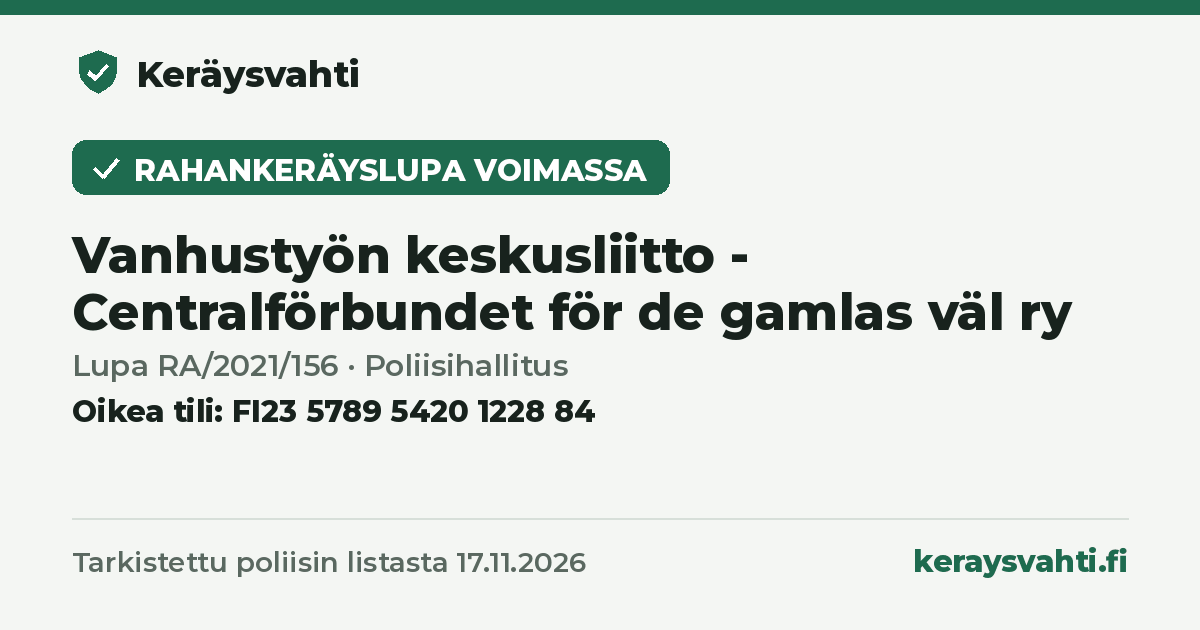 Keräysvahti
RAHANKERÄYSLUPA VOIMASSA
Vanhustyön keskusliitto -
Centralförbundet för de gamlas väl ry
Lupa RA/2021/156 · Poliisihallitus
Oikea tili: FI23 5789 5420 1228 84
Tarkistettu poliisin listasta 17.11.2026
keraysvahti.fi